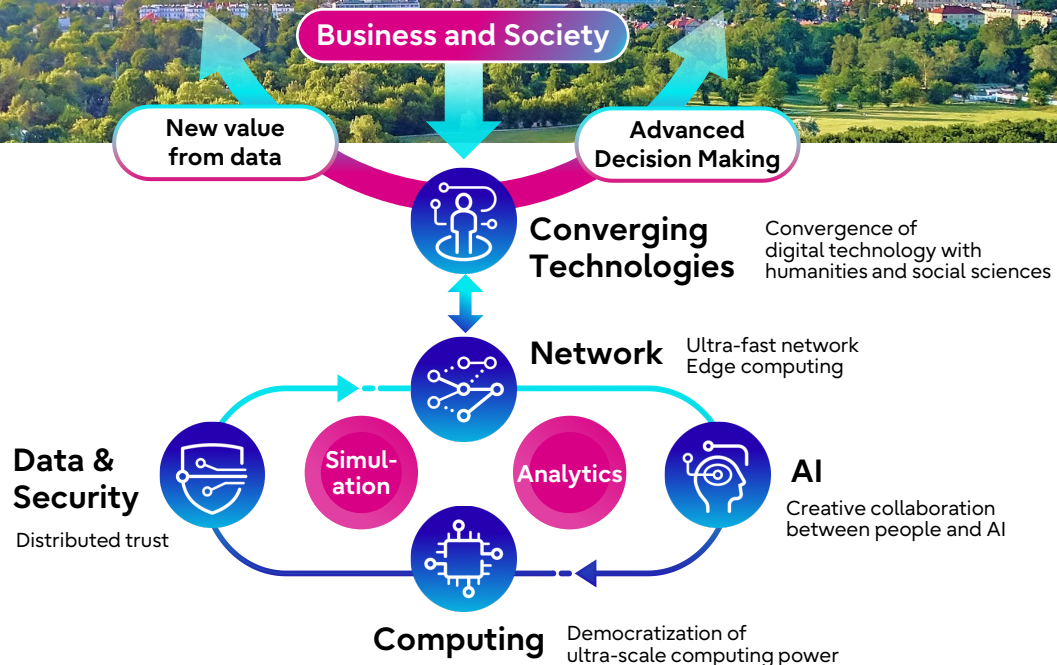 Business and Society
New value
from data
Advanced
Decision Making
Converging
Technologies
Convergence of
digital technology with
humanities and social sciences
Network
Ultra-fast network
Edge computing
Data &
Security
Distributed trust
Simul-
ation
Analytics
AI
Creative collaboration
between people and AI
Computing
Democratization of
ultra-scale computing power